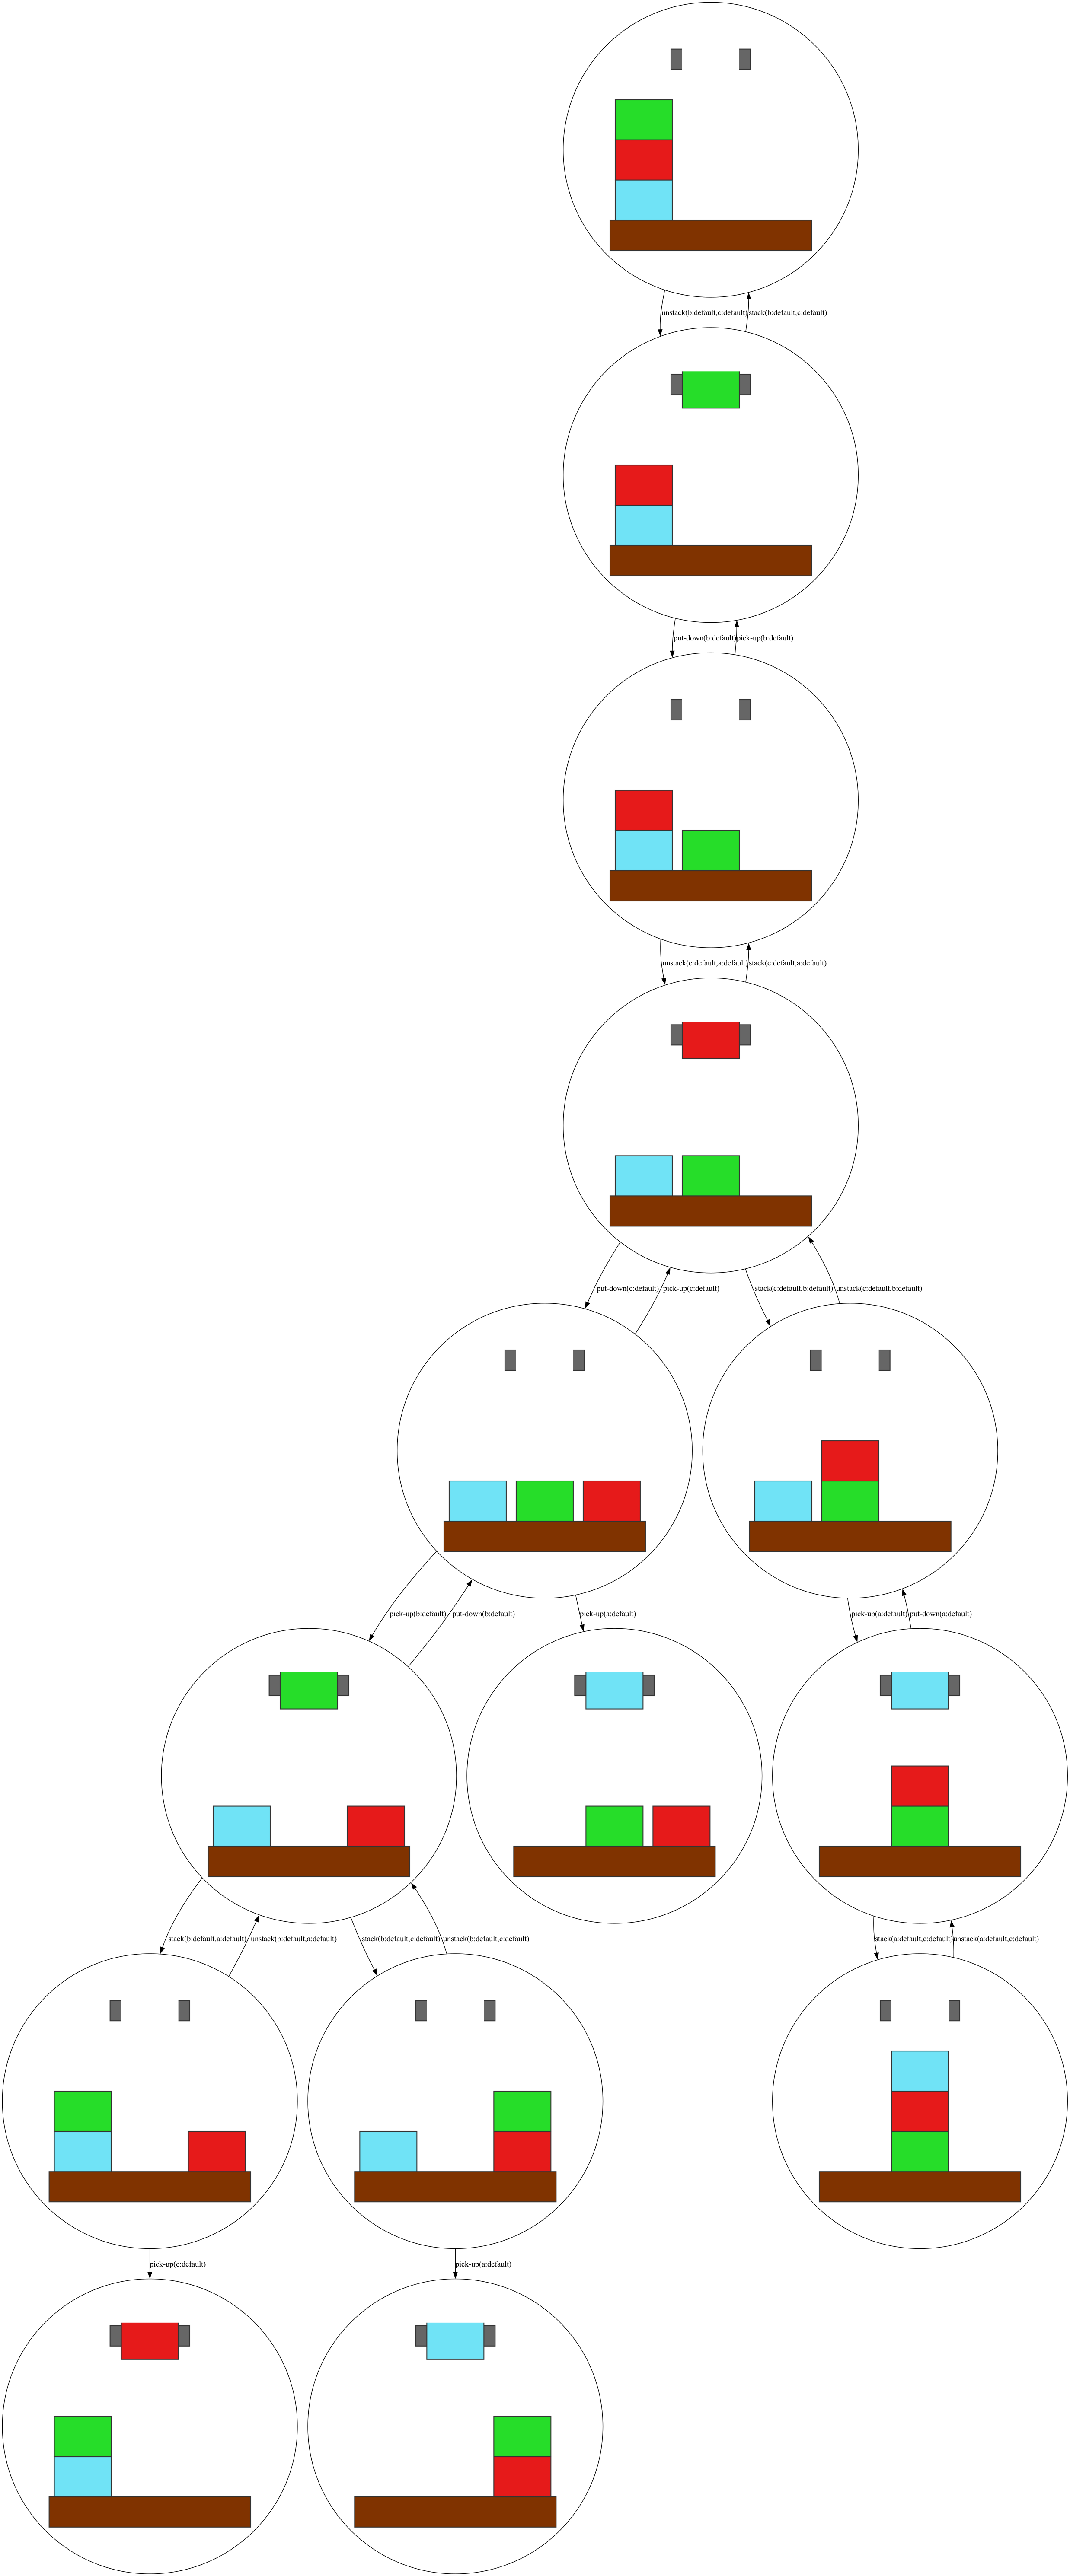 unstack(b:default,c:default)
stack(b:default,c:default)
put-down(b:default)
pick-up(b:default)
unstack(c:default,a:default)
stack(c:default,a:default)
put-down(c:default)
pick-up(c:default)
stack(c:default,b:default)
unstack(c:default,b:default)
pick-up(b:default)
put-down(b:default)
pick-up(a:default)
pick-up(a:default)
put-down(a:default)
stack(b:default,a:default)
unstack(b:default,a:default)
stack(b:default,c:default)
unstack(b:default,c:default)
stack(a:default,c:default)
unstack(a:default,c:default)
pick-up(c:default)
pick-up(a:default)